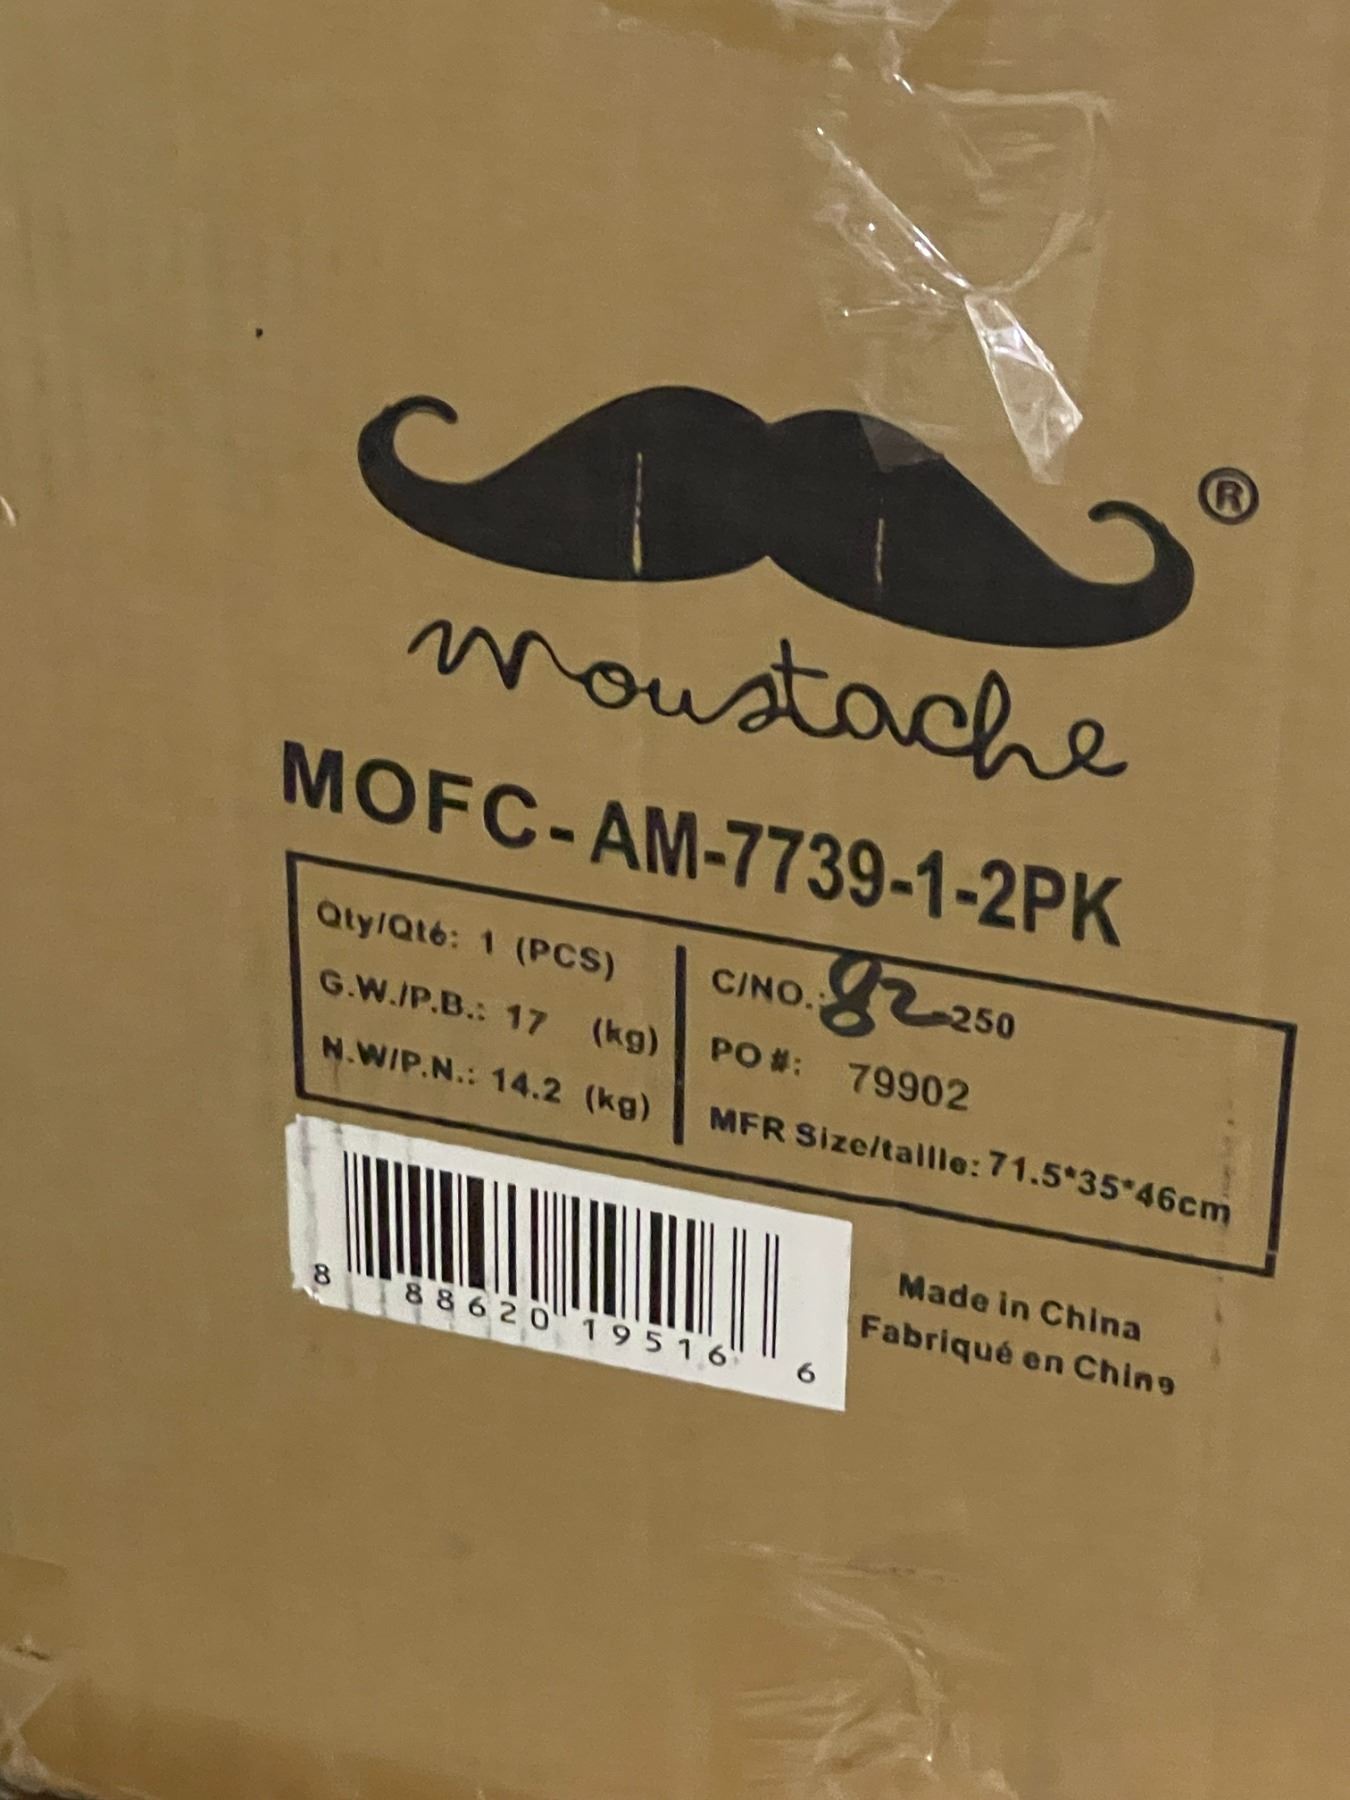 ®
moustache
MOFC-AM-7739-1-2PK
Qty/Qté: 1 (PCS)
G.W./P.B.: 17 (kg)
N.W/P.N.: 14.2 (kg)
C/NO.: 82-250
PO #: 79902
MFR Size/taille: 71.5*35*46cm
8 88620 19516 6
Made in China
Fabriqué en Chine